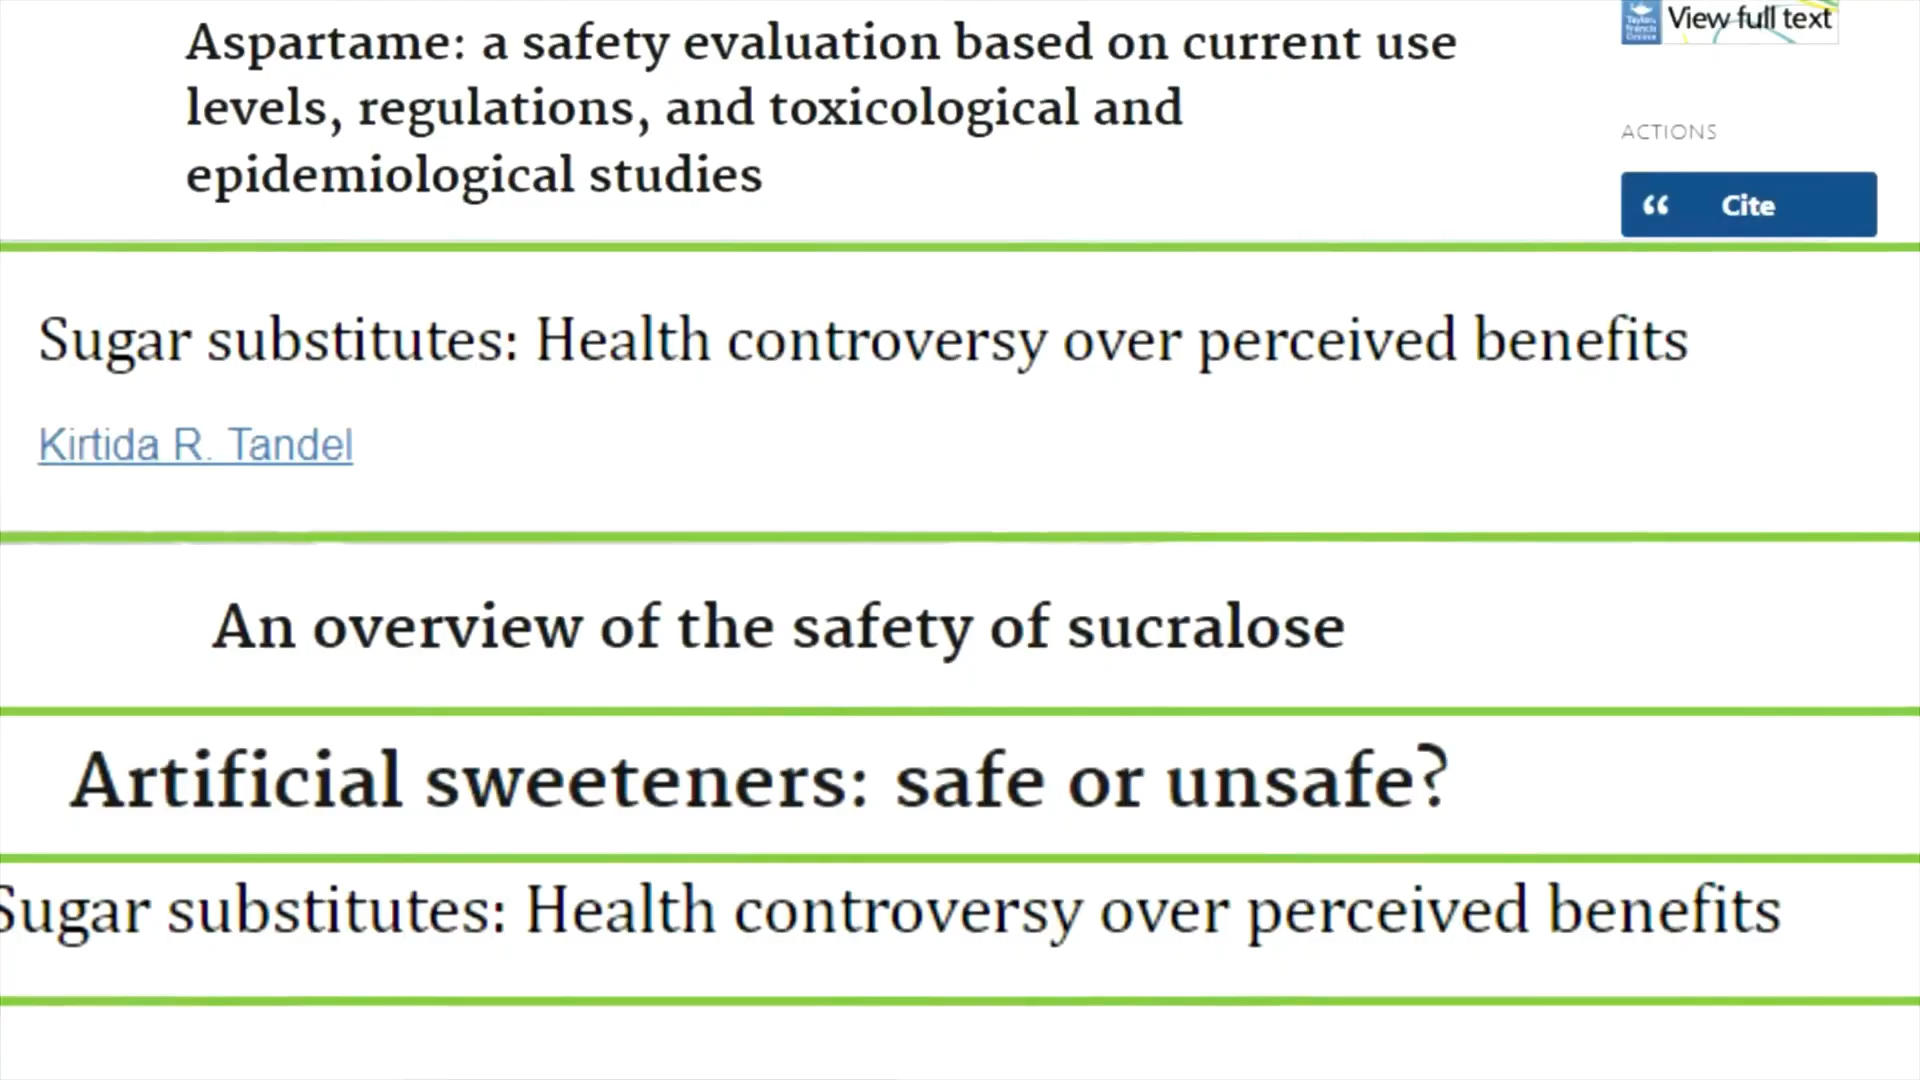 Aspartame: a safety evaluation based on current use
levels, regulations, and toxicological and
epidemiological studies
View full text
ACTIONS
“ Cite
Sugar substitutes: Health controversy over perceived benefits
Kirtida R. Tandel
An overview of the safety of sucralose
Artificial sweeteners: safe or unsafe?
Sugar substitutes: Health controversy over perceived benefits